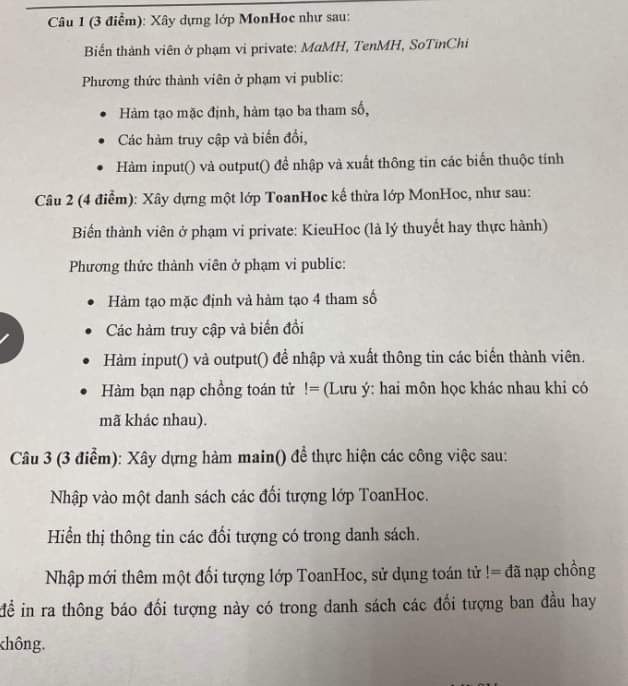 Câu 1 (3 điểm): Xây dựng lớp MonHoc như sau:
Biến thành viên ở phạm vi private: MaMH, TenMH, SoTinChi
Phương thức thành viên ở phạm vi public:
• Hàm tạo mặc định, hàm tạo ba tham số,
• Các hàm truy cập và biến đổi,
• Hàm input() và output() để nhập và xuất thông tin các biến thuộc tính
Câu 2 (4 điểm): Xây dựng một lớp ToanHoc kế thừa lớp MonHoc, như sau:
Biến thành viên ở phạm vi private: KieuHoc (là lý thuyết hay thực hành)
Phương thức thành viên ở phạm vi public:
• Hàm tạo mặc định và hàm tạo 4 tham số
• Các hàm truy cập và biến đổi
• Hàm input() và output() để nhập và xuất thông tin các biến thành viên.
• Hàm bạn nạp chồng toán tử != (Lưu ý: hai môn học khác nhau khi có
mã khác nhau).
Câu 3 (3 điểm): Xây dựng hàm main() để thực hiện các công việc sau:
Nhập vào một danh sách các đối tượng lớp ToanHoc.
Hiển thị thông tin các đối tượng có trong danh sách.
Nhập mới thêm một đối tượng lớp ToanHoc, sử dụng toán tử != đã nạp chồng
để in ra thông báo đối tượng này có trong danh sách các đối tượng ban đầu hay
không.